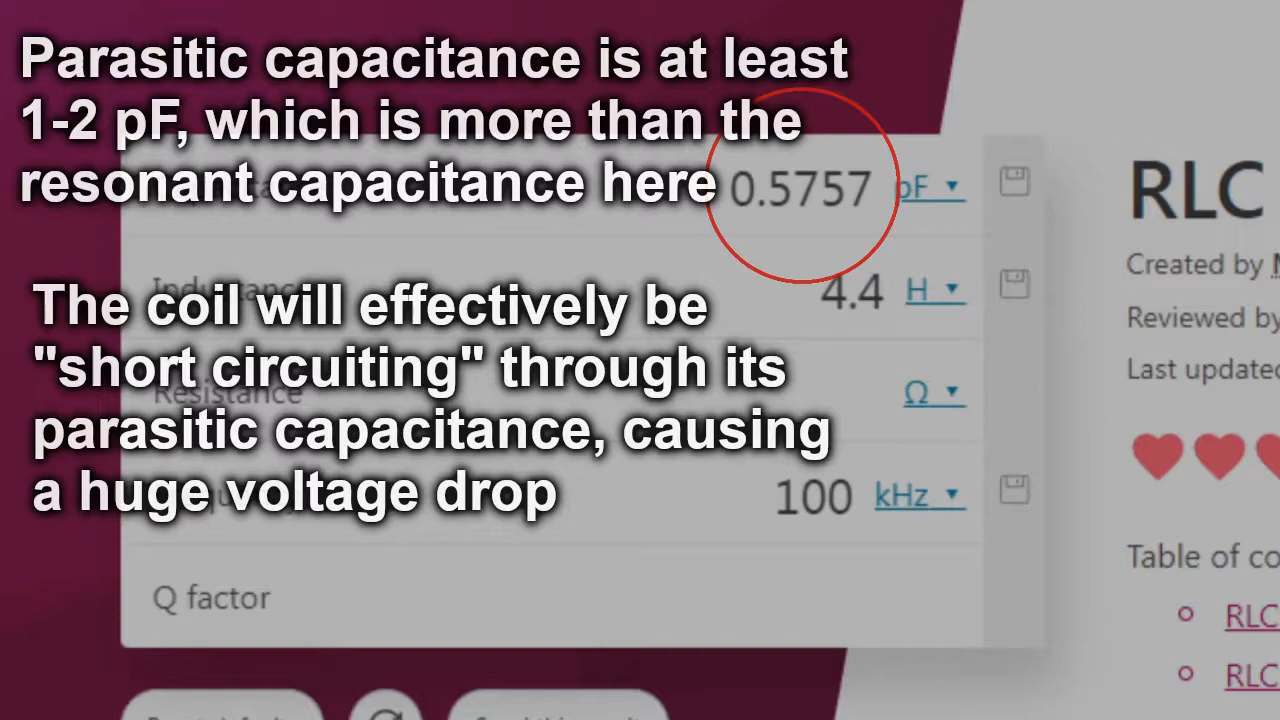 Parasitic capacitance is at least
1-2 pF, which is more than the
resonant capacitance here
0.5757 pF
The coil will effectively be
"short circuiting" through its
parasitic capacitance, causing
a huge voltage drop
Inductance
4.4 H
Resistance
Ω
100 kHz
Q factor
RLC
Created by
Reviewed by
Last updated
Table of co
RLC
RLC